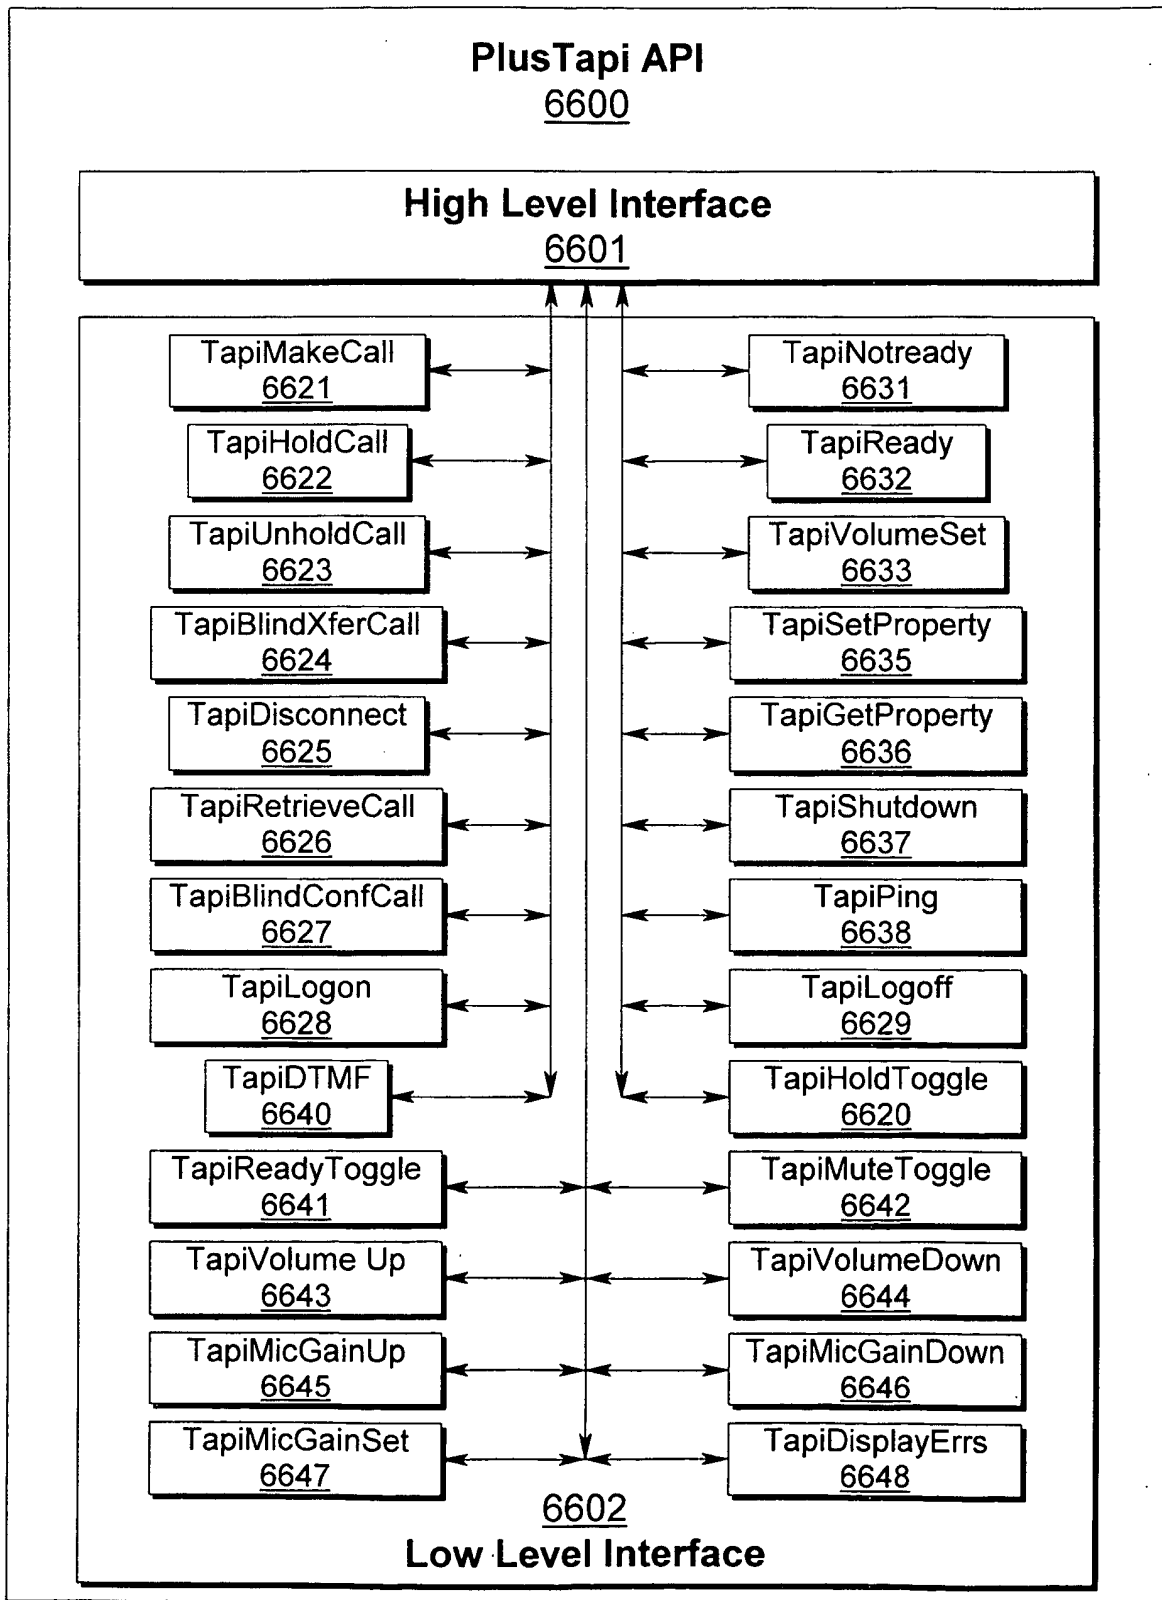 PlusTapi API
6600
High Level Interface
6601
TapiMakeCall
6621
TapiNotready
6631
TapiHoldCall
6622
TapiReady
6632
TapiUnholdCall
6623
TapiVolumeSet
6633
TapiBlindXferCall
6624
TapiSetProperty
6635
TapiDisconnect
6625
TapiGetProperty
6636
TapiRetrieveCall
6626
TapiShutdown
6637
TapiBlindConfCall
6627
TapiPing
6638
TapiLogon
6628
TapiLogoff
6629
TapiDTMF
6640
TapiHoldToggle
6620
TapiReadyToggle
6641
TapiMuteToggle
6642
TapiVolume Up
6643
TapiVolumeDown
6644
TapiMicGainUp
6645
TapiMicGainDown
6646
TapiMicGainSet
6647
TapiDisplayErrs
6648
6602
Low Level Interface